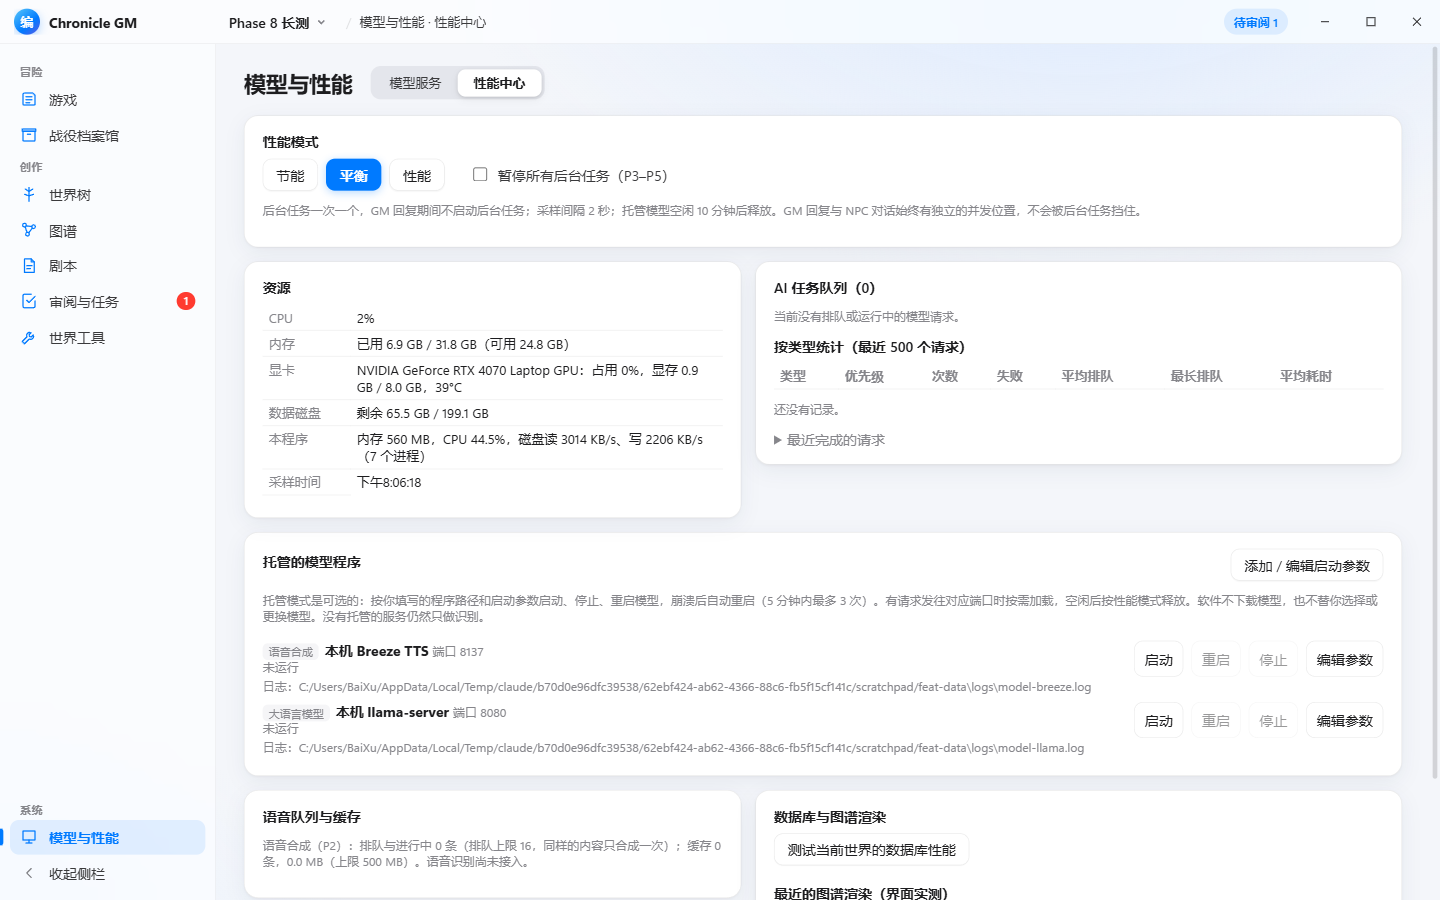 编 Chronicle GM
Phase 8 长测
/ 模型与性能 · 性能中心
待审阅 1
冒险
游戏
战役档案馆
创作
世界树
图谱
剧本
审阅与任务 1
世界工具
系统
模型与性能
收起侧栏
模型与性能
模型服务 性能中心
性能模式
节能 平衡 性能 暂停所有后台任务（P3–P5）
后台任务一次一个，GM 回复期间不启动后台任务；采样间隔 2 秒；托管模型空闲 10 分钟后释放。GM 回复与 NPC 对话始终有独立的并发位置，不会被后台任务挡住。
资源
CPU 2%
内存 已用 6.9 GB / 31.8 GB（可用 24.8 GB）
显卡 NVIDIA GeForce RTX 4070 Laptop GPU：占用 0%，显存 0.9
GB / 8.0 GB，39°C
数据磁盘 剩余 65.5 GB / 199.1 GB
本程序 内存 560 MB，CPU 44.5%，磁盘读 3014 KB/s、写 2206 KB/s
（7 个进程）
采样时间 下午8:06:18
AI 任务队列（0）
当前没有排队或运行中的模型请求。
按类型统计（最近 500 个请求）
类型 优先级 次数 失败 平均排队 最长排队 平均耗时
还没有记录。
最近完成的请求
托管的模型程序
添加 / 编辑启动参数
托管模式是可选的：按你填写的程序路径和启动参数启动、停止、重启模型，崩溃后自动重启（5 分钟内最多 3 次）。有请求发往对应端口时按需加载，空闲后按性能模式释放。软件不下载模型，也不替你选择或
更换模型。没有托管的服务仍然只做识别。
语音合成 本机 Breeze TTS 端口 8137
未运行
日志：C:/Users/BaiXu/AppData/Local/Temp/claude/b70d0e96dfc39538/62ebf424-ab62-4366-88c6-fb5f15cf141c/scratchpad/feat-data\logs\model-breeze.log
启动 重启 停止 编辑参数
大语言模型 本机 llama-server 端口 8080
未运行
日志：C:/Users/BaiXu/AppData/Local/Temp/claude/b70d0e96dfc39538/62ebf424-ab62-4366-88c6-fb5f15cf141c/scratchpad/feat-data\logs\model-llama.log
启动 重启 停止 编辑参数
语音队列与缓存
语音合成（P2）：排队与进行中 0 条（排队上限 16，同样的内容只合成一次）；缓存 0
条，0.0 MB（上限 500 MB）。语音识别尚未接入。
数据库与图谱渲染
测试当前世界的数据库性能
最近的图谱渲染（界面实测）